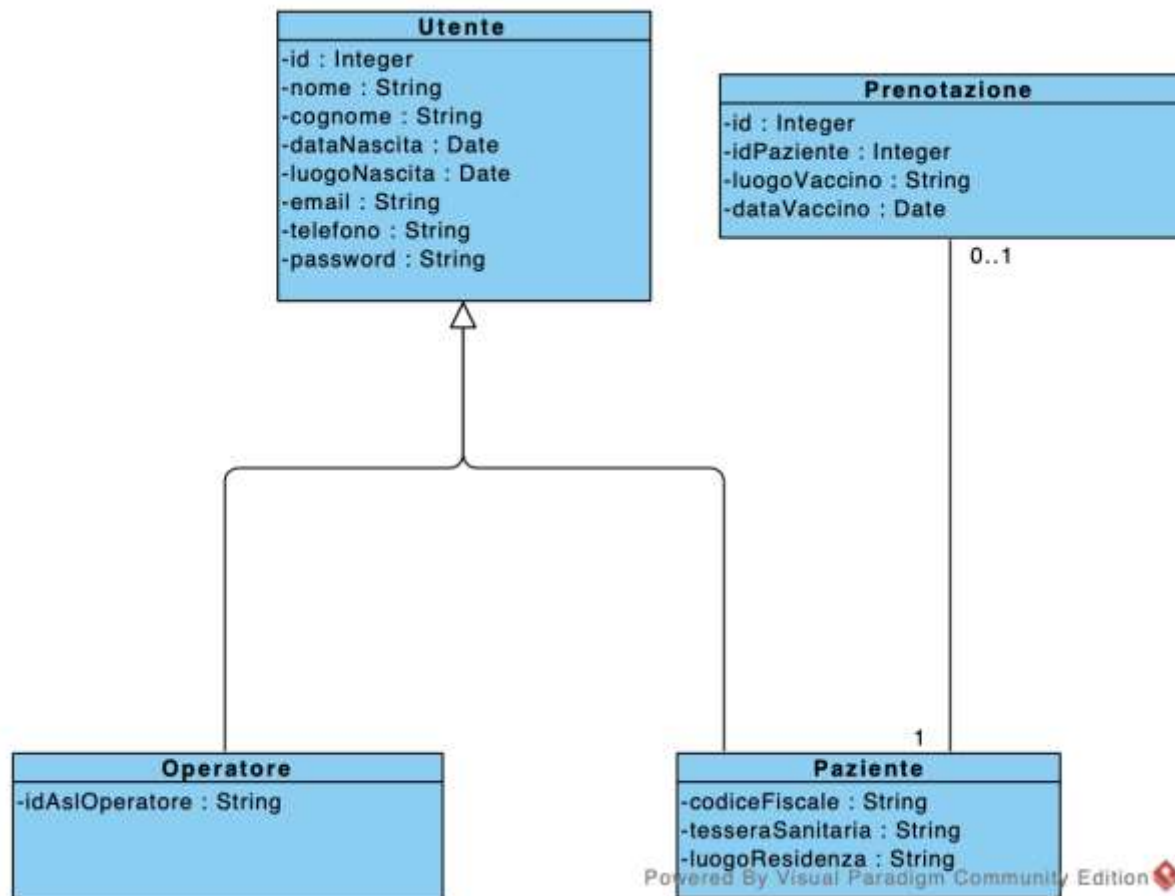 Utente
-id : Integer
-nome : String
-cognome : String
-dataNascita : Date
-luogoNascita : Date
-email : String
-telefono : String
-password : String
Prenotazione
-id : Integer
-idPaziente : Integer
-luogoVaccino : String
-dataVaccino : Date
0..1
1
Operatore
-idAslOperatore : String
Paziente
-codiceFiscale : String
-tesseraSanitaria : String
-luogoResidenza : String
Powered By Visual Paradigm Community Edition